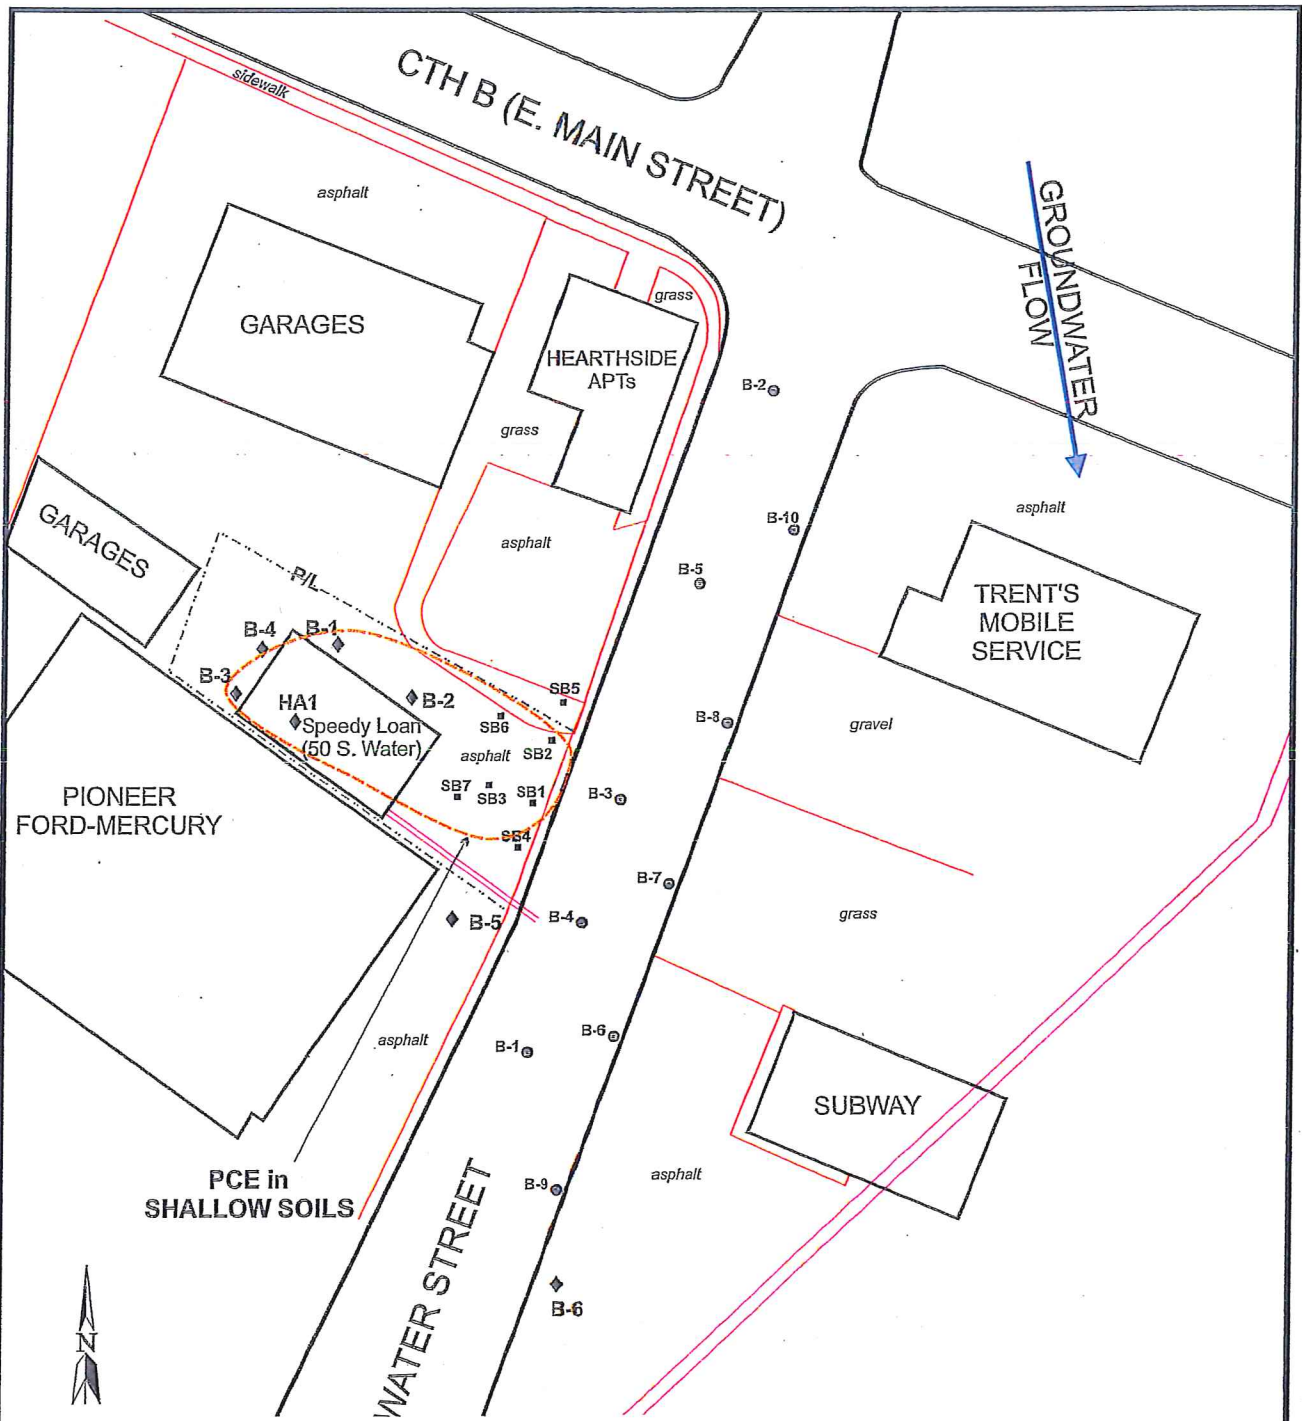 CTH B (E. MAIN STREET)
sidewalk
asphalt
GROUNDWATER
FLOW
grass
GARAGES
HEARTHSIDE
APTs
B-2
grass
asphalt
B-10
GARAGES
asphalt
B-5
P/L
TRENT'S
MOBILE
SERVICE
B-4
B-1
B-3
HA1
B-2
SB5
Speedy Loan
(50 S. Water)
SB6
SB2
B-8
gravel
asphalt
SB7
SB3
SB1
B-3
PIONEER
FORD-MERCURY
SB4
B-7
B-5
B-4
grass
asphalt
B-1
B-6
SUBWAY
PCE in
SHALLOW SOILS
B-9
asphalt
WATER STREET
B-6
N